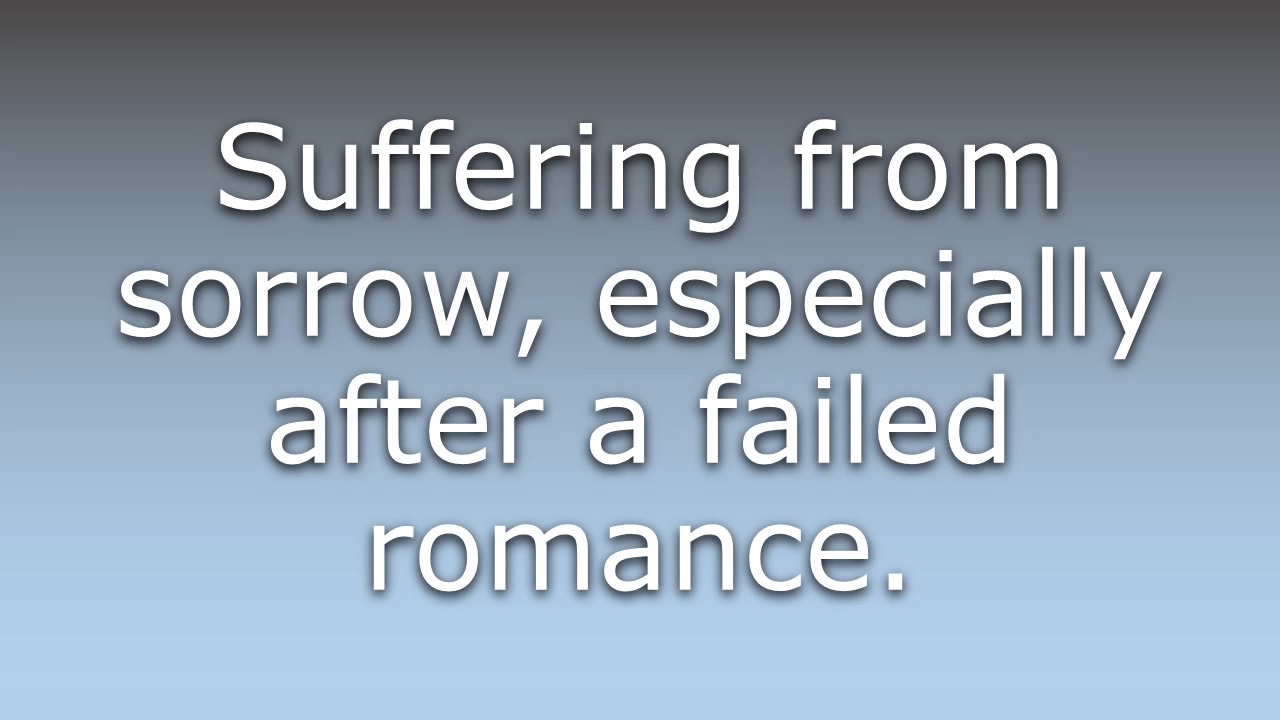 Suffering from
sorrow, especially
after a failed
romance.